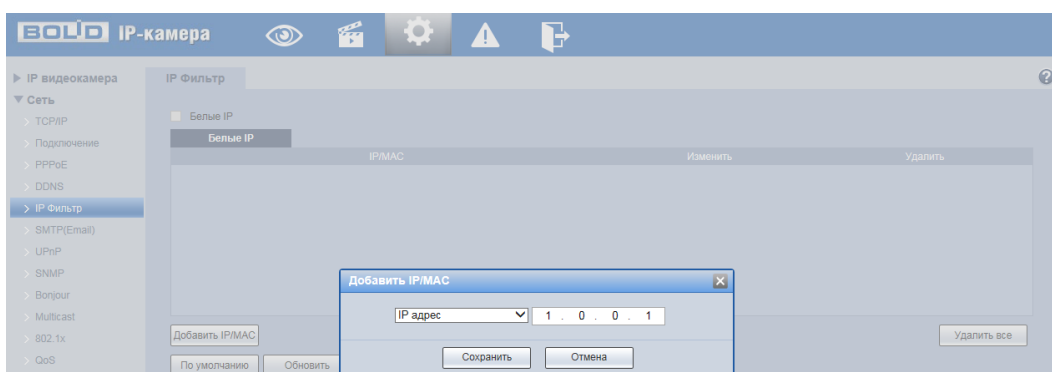 BOLID IP-камера
IP видеокамера
Сеть
TCP/IP
Подключение
PPPoE
DDNS
IP Фильтр
SMTP(Email)
UPnP
SNMP
Bonjour
Multicast
802.1x
QoS
IP Фильтр
?
Белые IP
Белые IP
IP/MAC Изменить Удалить
Добавить IP/MAC
IP адрес 1 . 0 . 0 . 1
Сохранить Отмена
Добавить IP/MAC Удалить все
По умолчанию Обновить